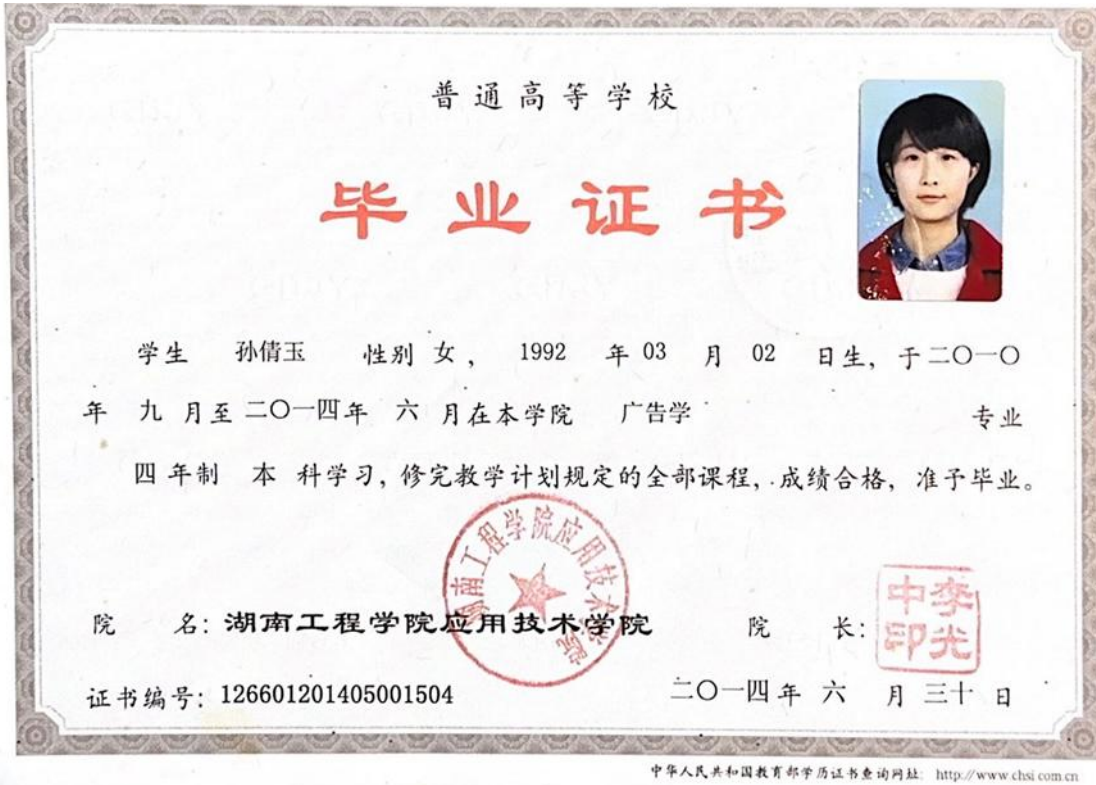 普通高等学校
毕业证书
学生 孙倩玉 性别 女, 1992 年 03 月 02 日生, 于二〇一〇
年 九 月至 二〇一四年 六 月在本学院 广告学 专业
四 年制 本 科学习, 修完教学计划规定的全部课程, 成绩合格, 准予毕业。
湖南工程学院应用技术学院
院 名: 湖南工程学院应用技术学院 院 长: 李光中印
证书编号: 126601201405001504 二〇一四年 六 月 三十 日
中华人民共和国教育部学历证书查询网址: http://www.chsi.com.cn